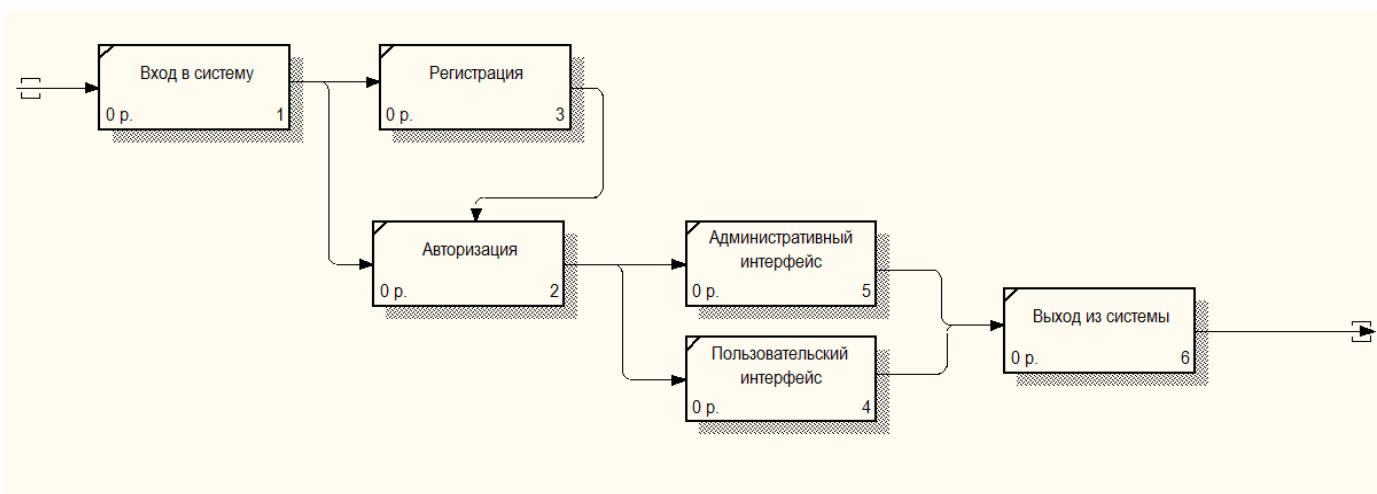 Вход в систему
0 р. 1
Регистрация
0 р. 3
Авторизация
0 р. 2
Административный
интерфейс
0 р. 5
Пользовательский
интерфейс
0 р. 4
Выход из системы
0 р. 6